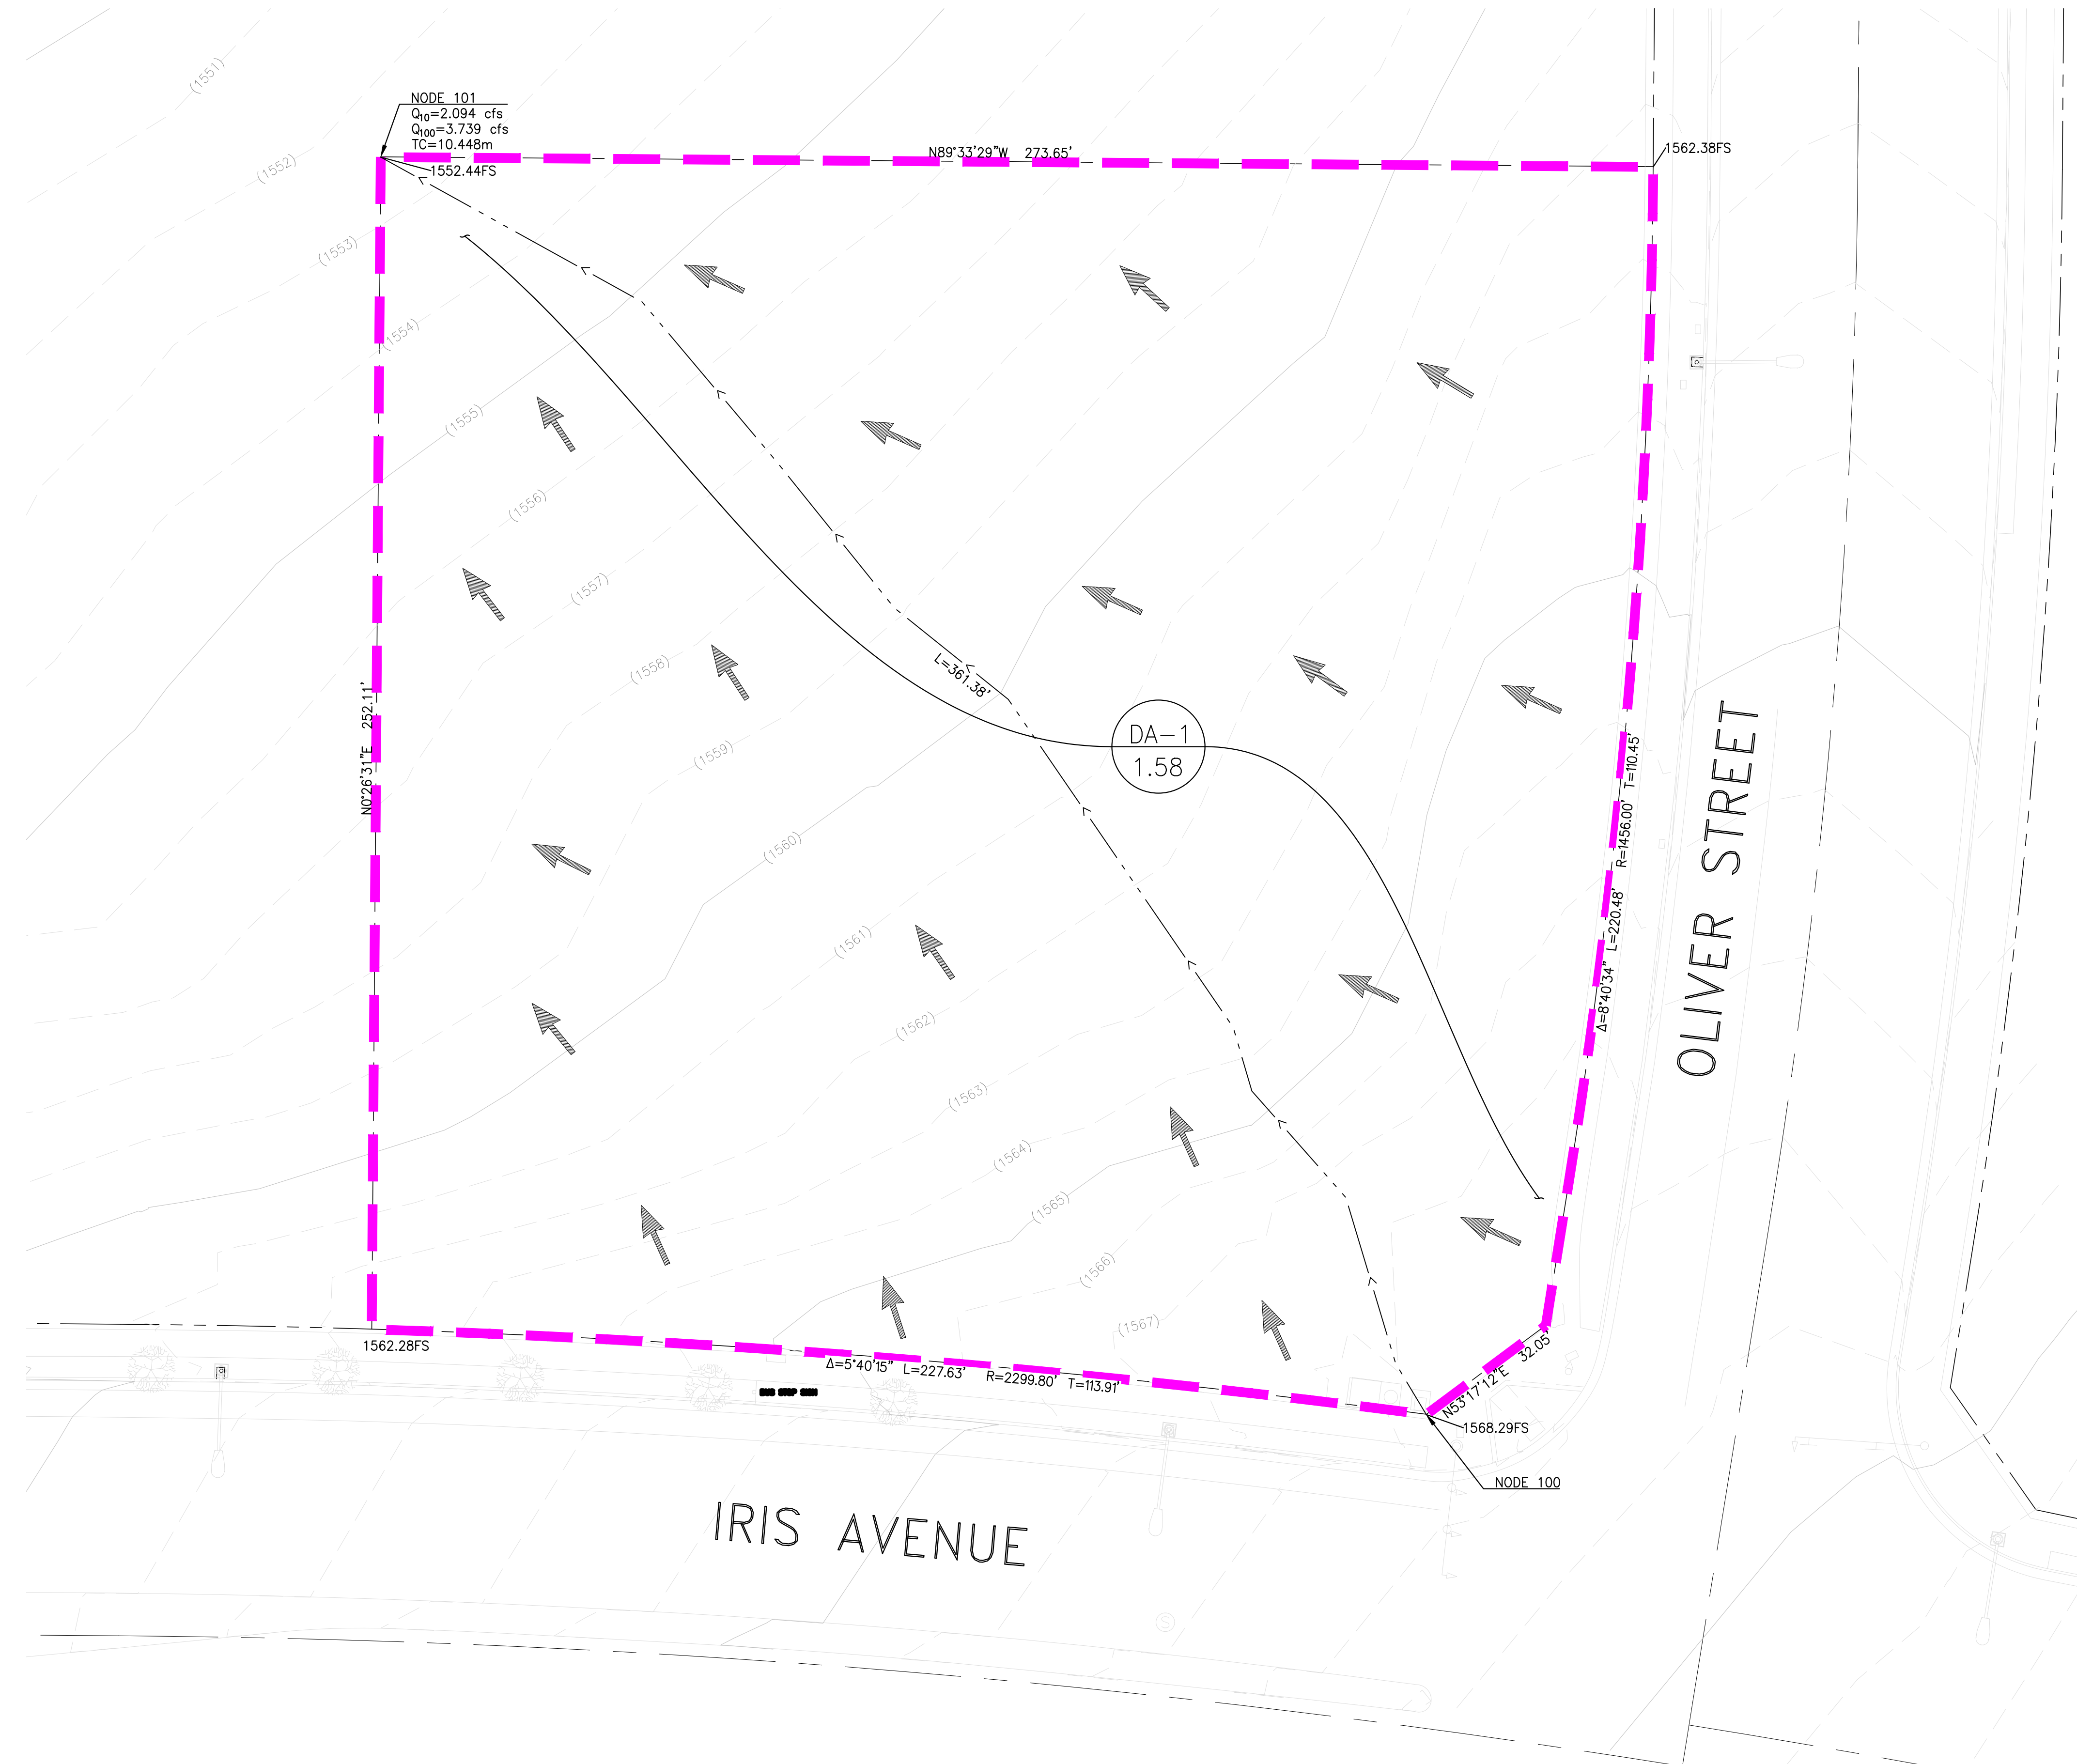 (1551)
NODE 101
Q10=2.094 cfs
Q100=3.739 cfs
TC=10.448m
1552.44FS
N89°33'29"W 273.65'
1562.38FS
(1552)
(1553)
(1554)
(1555)
(1556)
(1557)
(1558)
(1559)
(1560)
(1561)
(1562)
(1563)
(1564)
(1565)
(1566)
(1567)
L=361.38'
DA-1
1.58
N0°26'31"E 252.11'
Δ=8°40'34" L=220.48' R=1456.00' T=110.45'
OLIVER STREET
1562.28FS
Δ=5°40'15" L=227.63' R=2299.80' T=113.91'
BUS STOP SIGN
N53°17'12"E 32.05'
1568.29FS
NODE 100
IRIS AVENUE
S